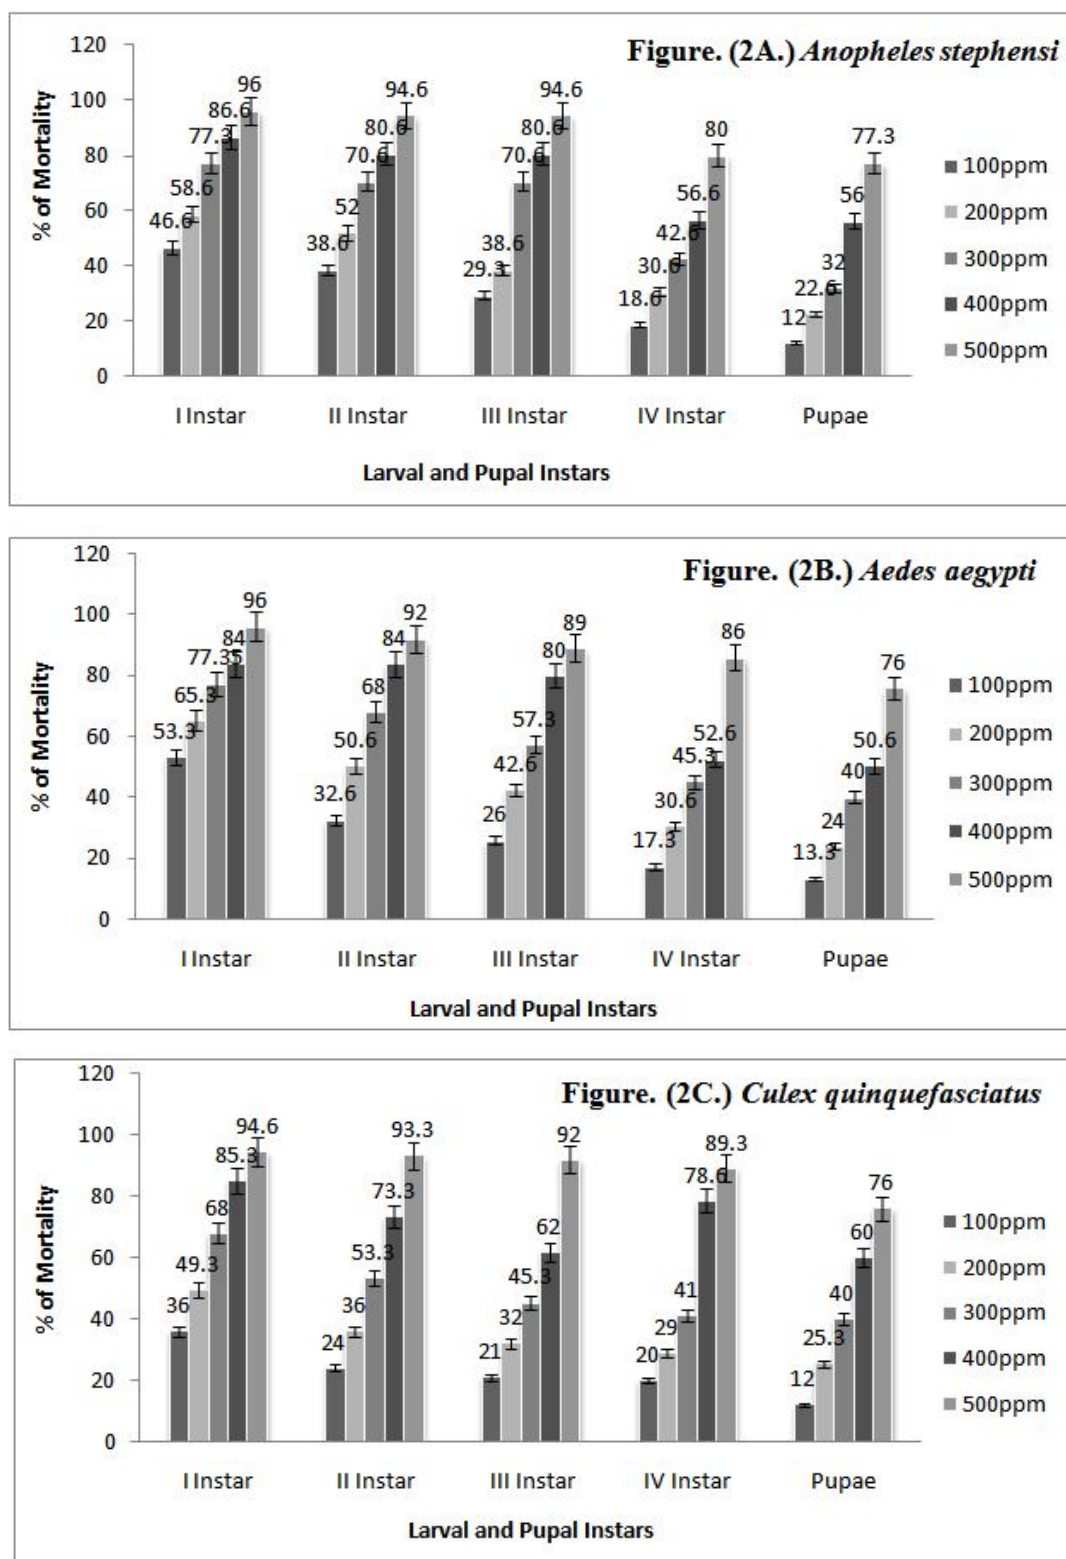 Figure. (2A.) Anopheles stephensi
% of Mortality
120
100
80
60
40
20
0
46.6 58.6 77.3 86.6 96
38.6 52 70.6 80.6 94.6
29.3 38.6 70.6 80.6 94.6
18.6 30.6 42.6 56.6 80
12 22.6 32 56 77.3
I Instar II Instar III Instar IV Instar Pupae
Larval and Pupal Instars
100ppm
200ppm
300ppm
400ppm
500ppm
Figure. (2B.) Aedes aegypti
% of Mortality
120
100
80
60
40
20
0
53.3 65.3 77.35 84 96
32.6 50.6 68 84 92
26 42.6 57.3 80 89
17.3 30.6 45.3 52.6 86
13.3 24 40 50.6 76
I Instar II Instar III Instar IV Instar Pupae
Larval and Pupal Instars
100ppm
200ppm
300ppm
400ppm
500ppm
Figure. (2C.) Culex quinquefasciatus
% of Mortality
120
100
80
60
40
20
0
36 49.3 68 85.3 94.6
24 36 53.3 73.3 93.3
21 32 45.3 62 92
20 29 41 78.6 89.3
12 25.3 40 60 76
I Instar II Instar III Instar IV Instar Pupae
Larval and Pupal Instars
100ppm
200ppm
300ppm
400ppm
500ppm